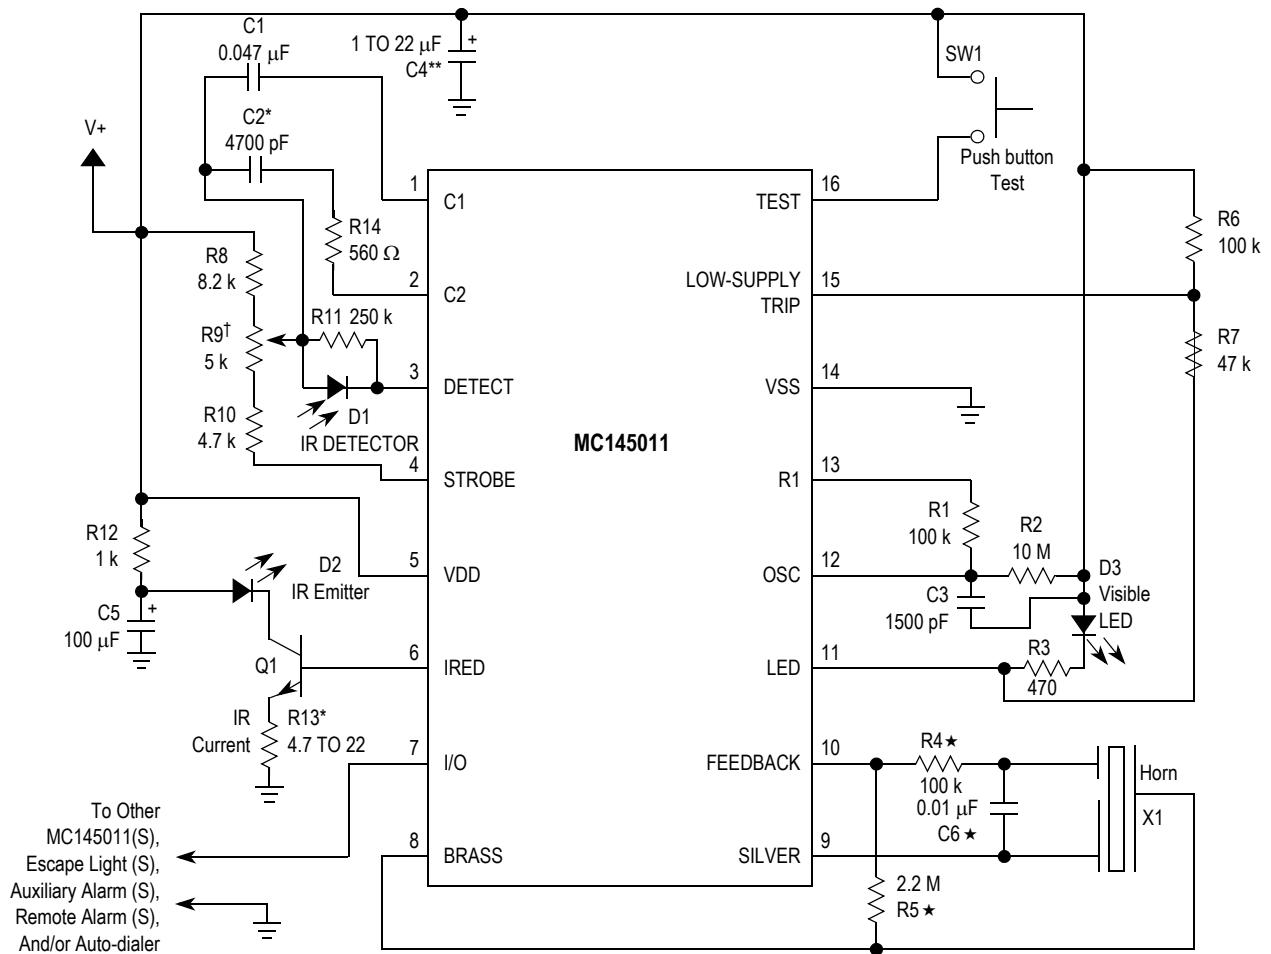 C1
0.047 µF
1 TO 22 µF
+
C4**
SW1
C2*
4700 pF
V+
Push button
Test
1
C1
16
TEST
R14
560 Ω
R6
100 k
R8
8.2 k
2
C2
15
LOW-SUPPLY
TRIP
R11 250 k
R9†
5 k
R7
47 k
3
DETECT
14
VSS
R10
4.7 k
D1
IR DETECTOR
MC145011
4
STROBE
13
R1
R1
100 k
R2
10 M
R12
1 k
5
VDD
12
OSC
D2
IR Emitter
D3
Visible
LED
C3
1500 pF
C5
100 µF
+
Q1
6
IRED
11
LED
R3
470
IR
Current
R13*
4.7 TO 22
7
I/O
10
FEEDBACK
R4★
100 k
0.01 µF
C6★
Horn
X1
8
BRASS
9
SILVER
2.2 M
R5★
To Other
MC145011(S),
Escape Light (S),
Auxiliary Alarm (S),
Remote Alarm (S),
And/or Auto-dialer